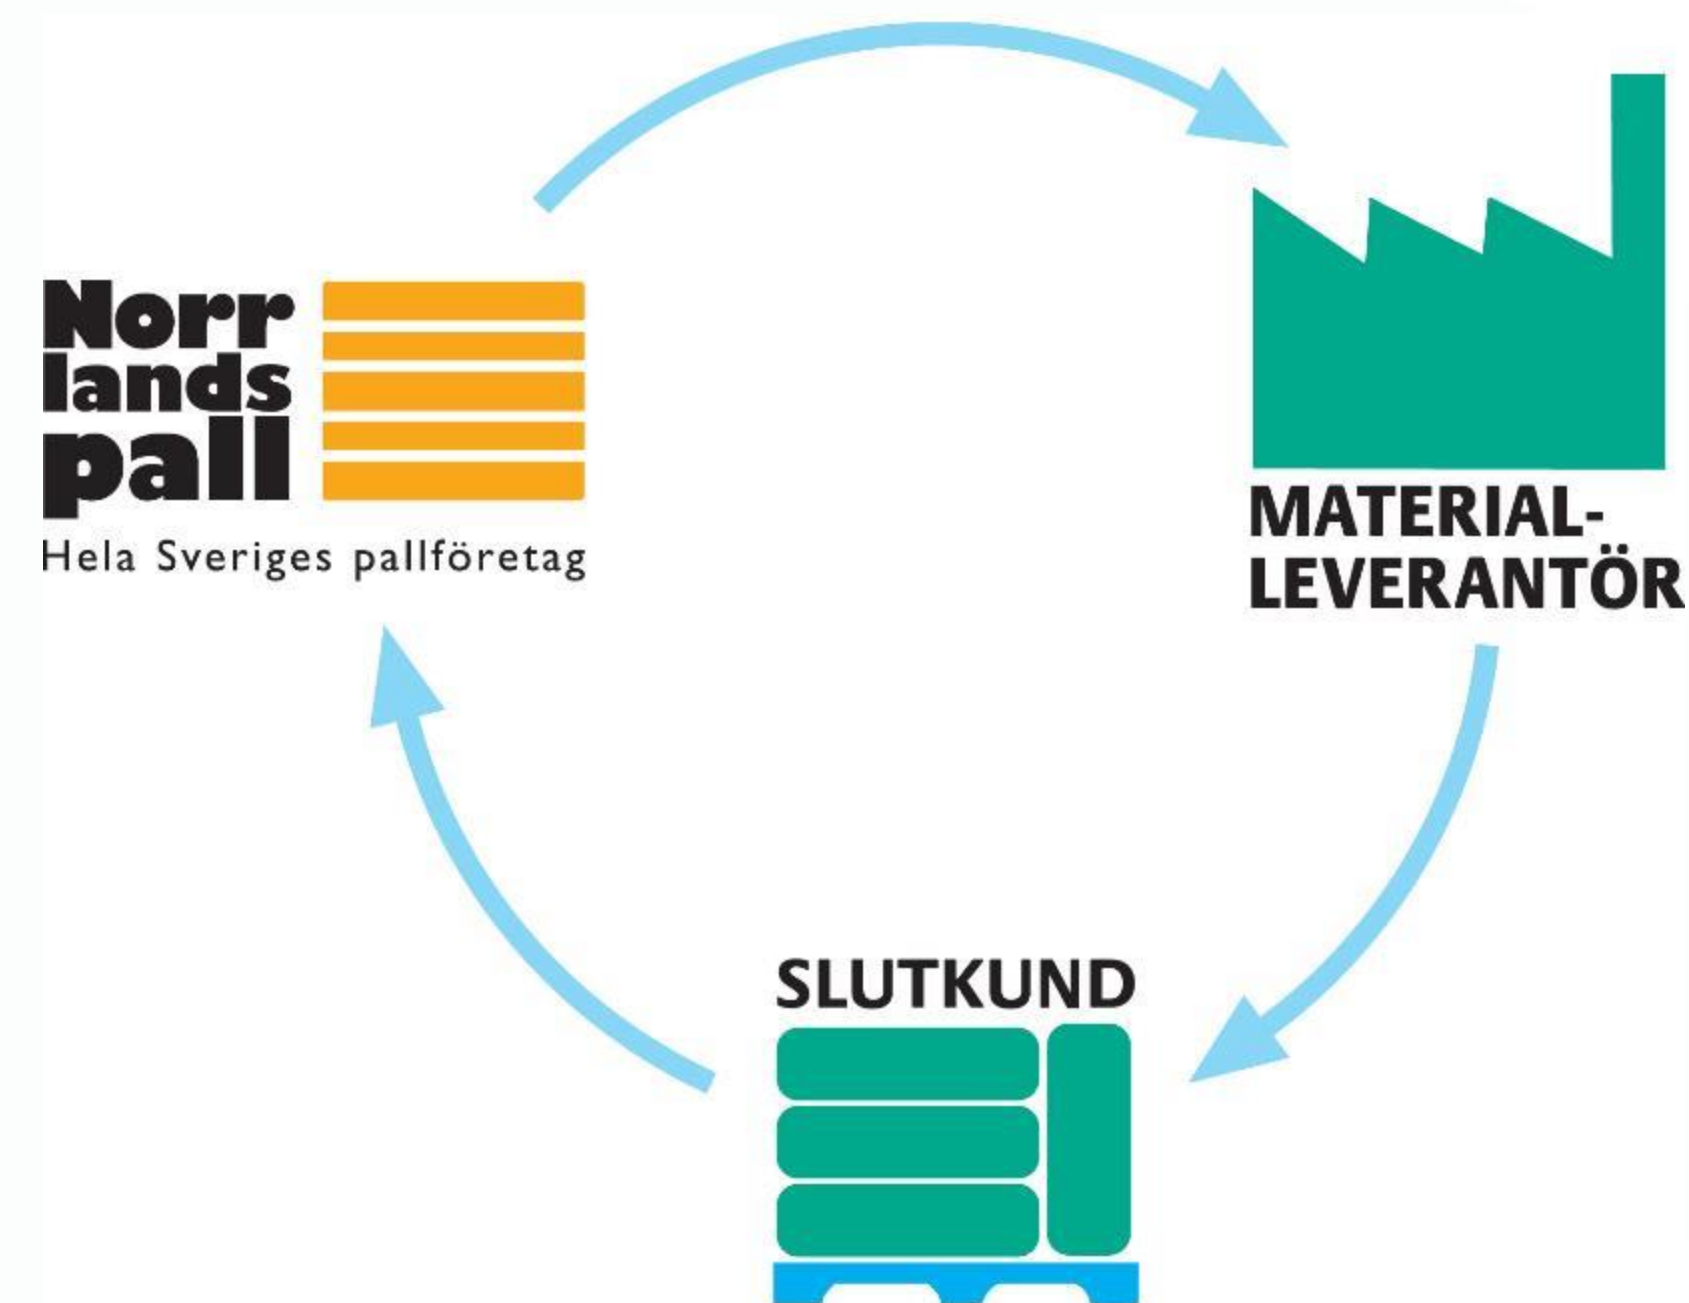 Norr
lands
pall
Hela Sveriges pallföretag
MATERIAL-
LEVERANTÖR
SLUTKUND